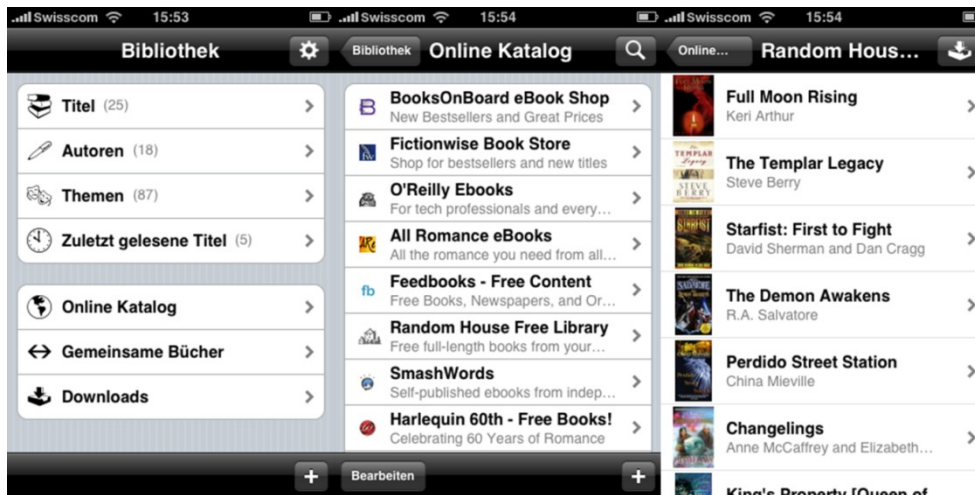 Swisscom 15:53
Bibliothek
Titel (25)
Autoren (18)
Themen (87)
Zuletzt gelesene Titel (5)
Online Katalog
Gemeinsame Bücher
Downloads
+
Swisscom 15:54
Bibliothek Online Katalog
BooksOnBoard eBook Shop
New Bestsellers and Great Prices
Fictionwise Book Store
Shop for bestsellers and new titles
O'Reilly Ebooks
For tech professionals and every...
All Romance eBooks
All the romance you need from all...
Feedbooks - Free Content
Free Books, Newspapers, and Or...
Random House Free Library
Free full-length books from your...
SmashWords
Self-published ebooks from indep...
Harlequin 60th - Free Books!
Celebrating 60 Years of Romance
Bearbeiten +
Swisscom 15:54
Online... Random Hous...
Full Moon Rising
Keri Arthur
The Templar Legacy
Steve Berry
Starfist: First to Fight
David Sherman and Dan Cragg
The Demon Awakens
R.A. Salvatore
Perdido Street Station
China Mieville
Changelings
Anne McCaffrey and Elizabeth...
King's Property [Queen of